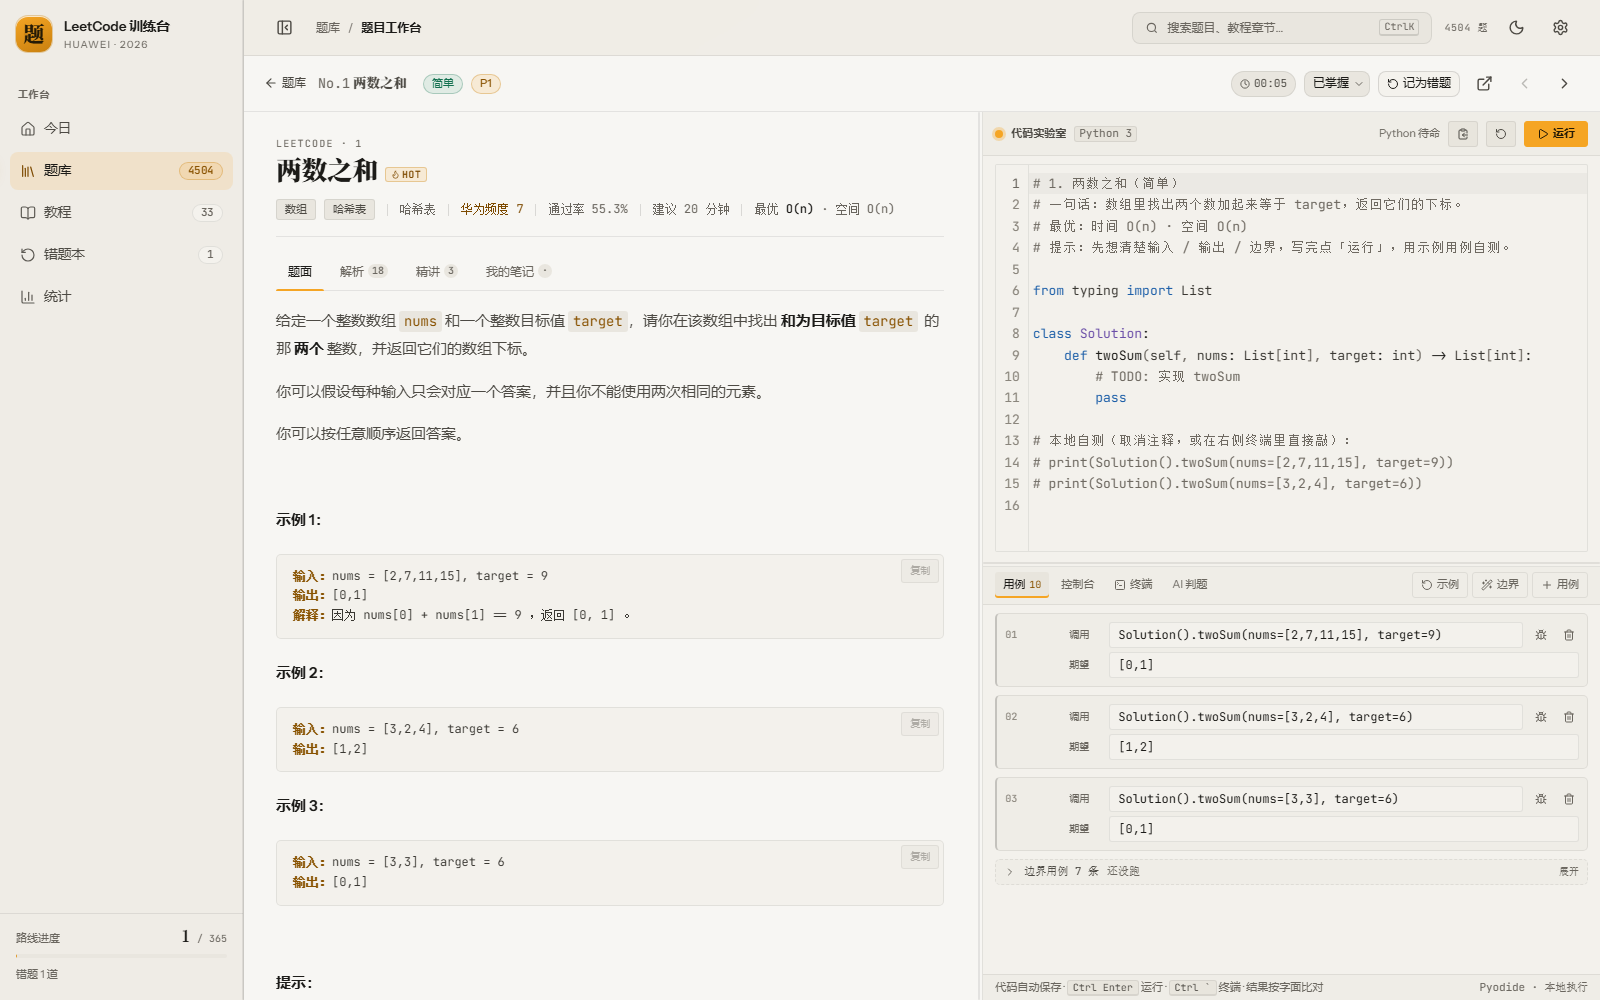 题
LeetCode 训练台
HUAWEI · 2026
工作台
今日
题库 4504
教程 33
错题本 1
统计
路线进度 1 / 365
错题 1 道
题库 / 题目工作台
搜索题目、教程章节... CtrlK
4504 题
题库 No.1 两数之和 简单 P1
00:05 已掌握 记为错题
LEETCODE · 1
两数之和 HOT
数组 哈希表 哈希表 华为频度 7 通过率 55.3% 建议 20 分钟 最优 O(n) · 空间 O(n)
题面 解析 18 精讲 3 我的笔记 ·
给定一个整数数组 nums 和一个整数目标值 target，请你在该数组中找出 和为目标值 target 的
那 两个 整数，并返回它们的数组下标。
你可以假设每种输入只会对应一个答案，并且你不能使用两次相同的元素。
你可以按任意顺序返回答案。
示例 1：
复制
输入：nums = [2,7,11,15], target = 9
输出：[0,1]
解释：因为 nums[0] + nums[1] == 9 ，返回 [0, 1] 。
示例 2：
复制
输入：nums = [3,2,4], target = 6
输出：[1,2]
示例 3：
复制
输入：nums = [3,3], target = 6
输出：[0,1]
提示：
代码实验室 Python 3
Python 待命 运行
1 # 1. 两数之和（简单）
2 # 一句话：数组里找出两个数加起来等于 target，返回它们的下标。
3 # 最优：时间 O(n) · 空间 O(n)
4 # 提示：先想清楚输入 / 输出 / 边界，写完点「运行」，用示例用例自测。
5
6 from typing import List
7
8 class Solution:
9     def twoSum(self, nums: List[int], target: int) -> List[int]:
10         # TODO: 实现 twoSum
11         pass
12
13 # 本地自测（取消注释，或在右侧终端里直接敲）：
14 # print(Solution().twoSum(nums=[2,7,11,15], target=9))
15 # print(Solution().twoSum(nums=[3,2,4], target=6))
16
用例 10 控制台 终端 AI 判题
示例 边界 用例
01 调用 Solution().twoSum(nums=[2,7,11,15], target=9)
期望 [0,1]
02 调用 Solution().twoSum(nums=[3,2,4], target=6)
期望 [1,2]
03 调用 Solution().twoSum(nums=[3,3], target=6)
期望 [0,1]
边界用例 7 条 还没跑 展开
代码自动保存· Ctrl Enter 运行· Ctrl ` 终端·结果按字面比对
Pyodide · 本地执行